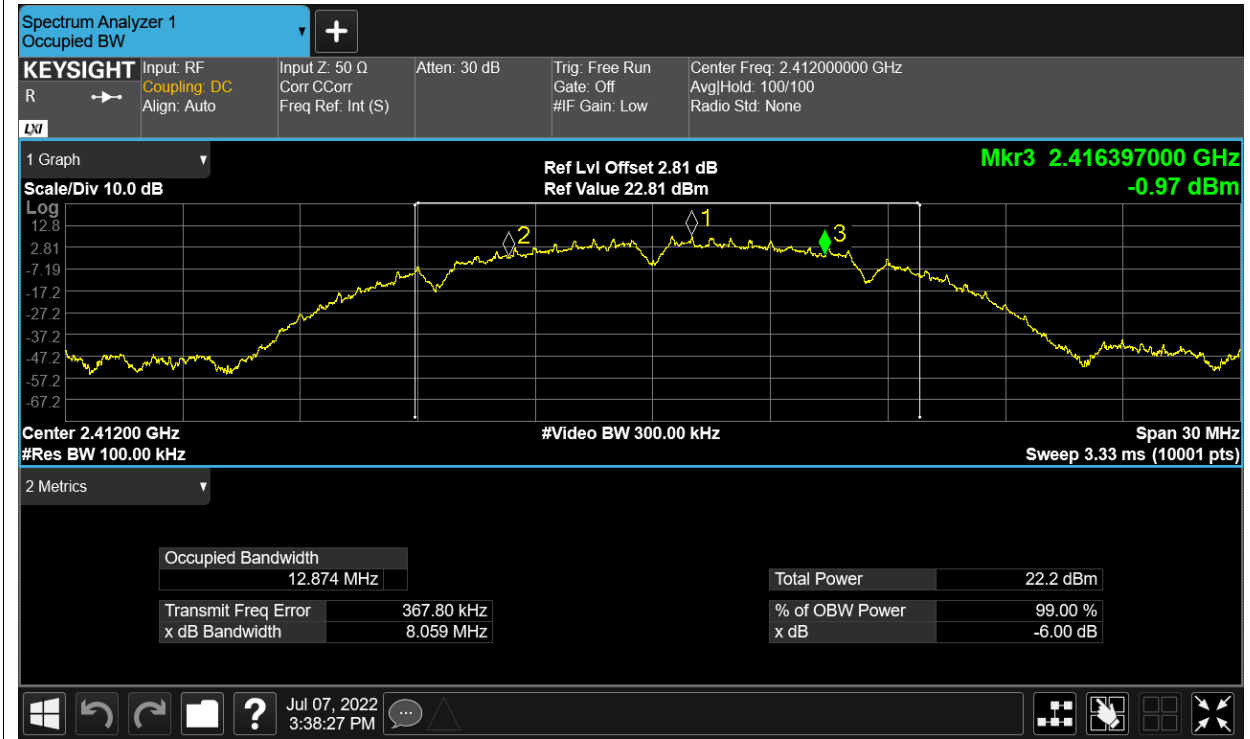 Spectrum Analyzer 1
Occupied BW
KEYSIGHT Input: RF Input Z: 50 Ω Atten: 30 dB Trig: Free Run Center Freq: 2.412000000 GHz
R Coupling: DC Corr CCorr Gate: Off Avg|Hold: 100/100
Align: Auto Freq Ref: Int (S) #IF Gain: Low Radio Std: None
LXI
1 Graph Ref Lvl Offset 2.81 dB Mkr3 2.416397000 GHz
Scale/Div 10.0 dB Ref Value 22.81 dBm -0.97 dBm
Log
12.8
2.81
-7.19
-17.2
-27.2
-37.2
-47.2
-57.2
-67.2
2
1
3
Center 2.41200 GHz #Video BW 300.00 kHz Span 30 MHz
#Res BW 100.00 kHz Sweep 3.33 ms (10001 pts)
2 Metrics
Occupied Bandwidth
12.874 MHz Total Power 22.2 dBm
Transmit Freq Error 367.80 kHz % of OBW Power 99.00 %
x dB Bandwidth 8.059 MHz x dB -6.00 dB
? Jul 07, 2022
3:38:27 PM